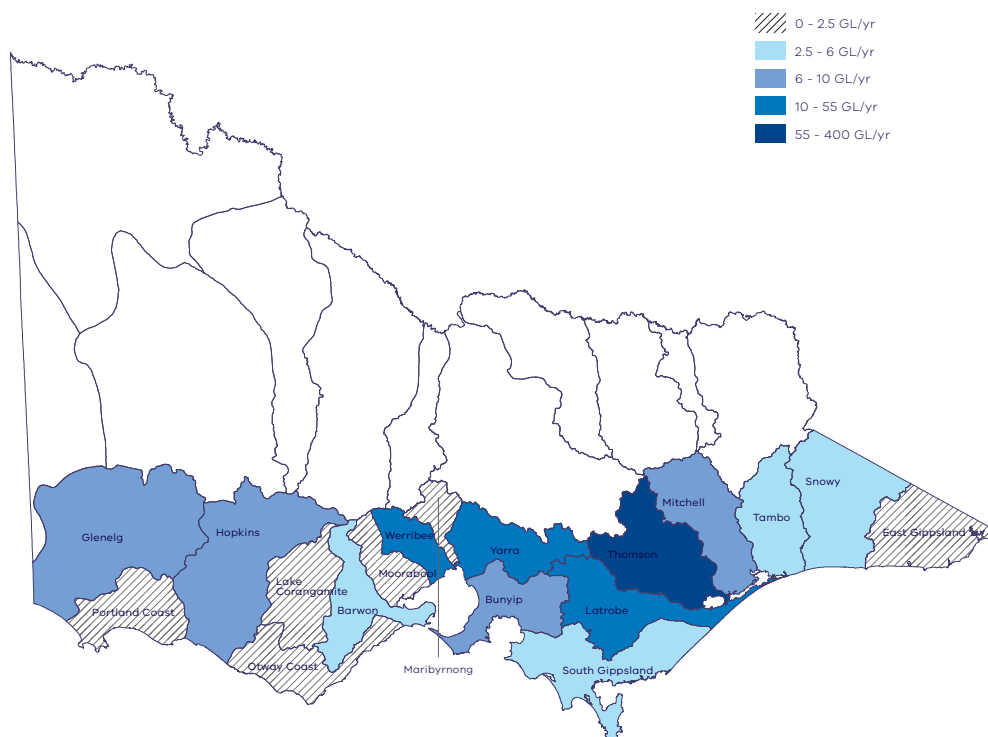 0 - 2.5 GL/yr
2.5 - 6 GL/yr
6 - 10 GL/yr
10 - 55 GL/yr
55 - 400 GL/yr
Snowy
Mitchell
Tambo
Hopkins
East Gippsland
Werribee
Glenelg
Yarra
Thomson
Moorabool
Lake
Corangamite
Bunyip
Portland Coast
Barwon
Latrobe
Otway Coast
Maribyrnong
South Gippsland